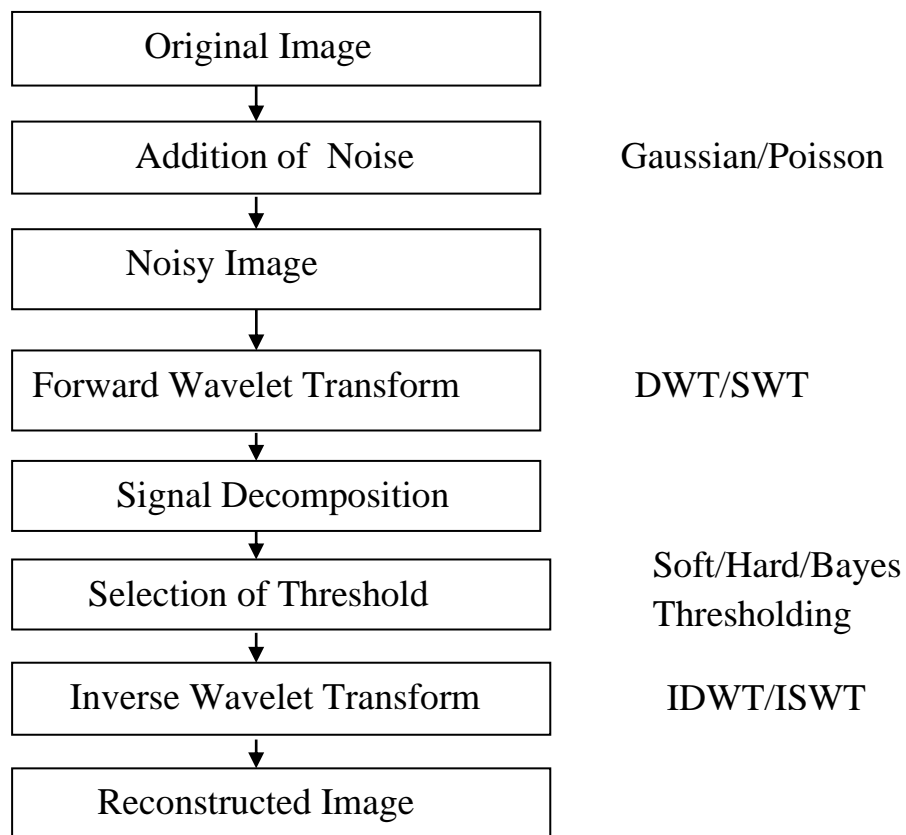 Original Image
Addition of Noise
Gaussian/Poisson
Noisy Image
Forward Wavelet Transform
DWT/SWT
Signal Decomposition
Selection of Threshold
Soft/Hard/Bayes
Thresholding
Inverse Wavelet Transform
IDWT/ISWT
Reconstructed Image